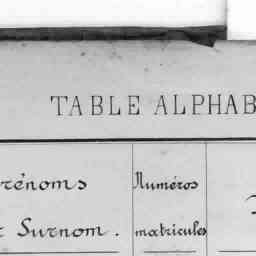 TABLE ALPHAB
rénoms
Surnom.
Numéros
matricules